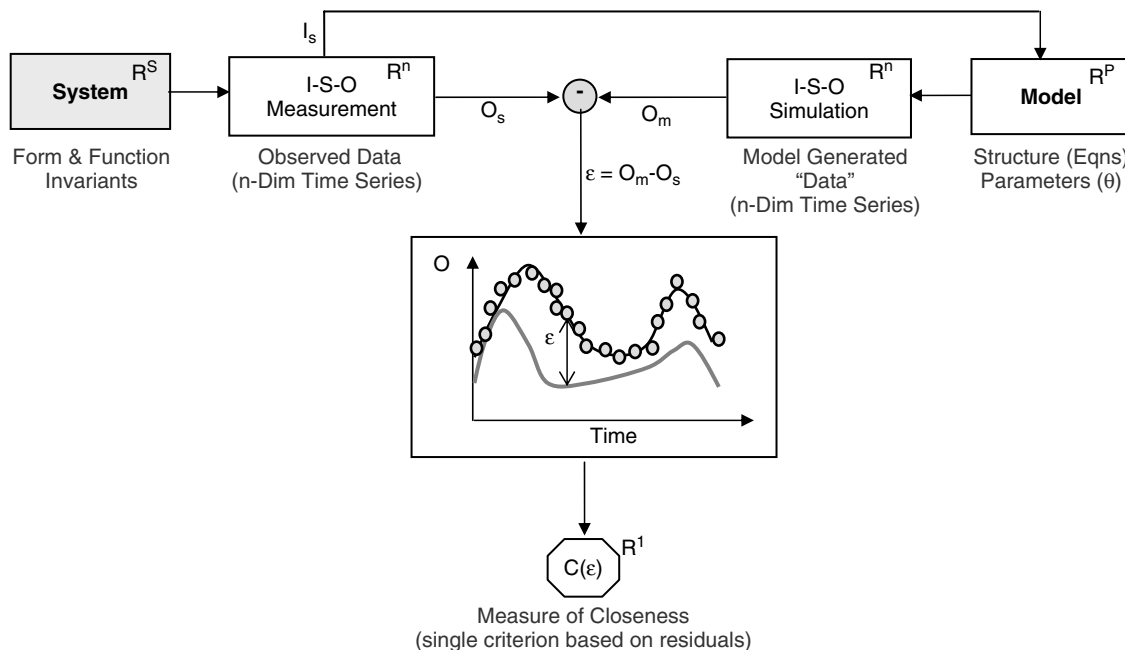 I_s
R^S
System
R^n
I-S-O
Measurement
-
R^n
I-S-O
Simulation
R^P
Model
O_s
O_m
Form & Function
Invariants
Observed Data
(n-Dim Time Series)
ε = O_m-O_s
Model Generated
“Data”
(n-Dim Time Series)
Structure (Eqns)
Parameters (θ)
O
ε
Time
R^1
C(ε)
Measure of Closeness
(single criterion based on residuals)